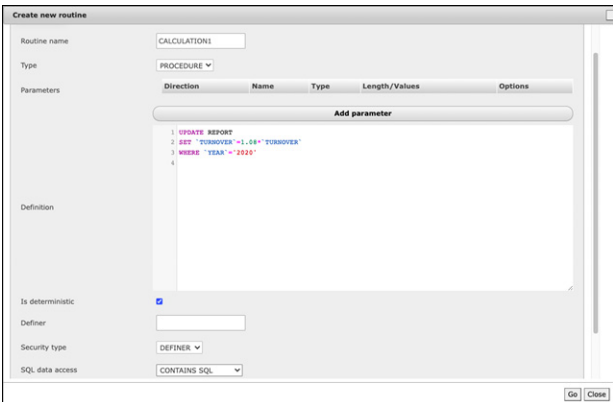 Create new routine
Routine name CALCULATION1
Type PROCEDURE
Parameters Direction Name Type Length/Values Options
Add parameter
1 UPDATE REPORT
2 SET `TURNOVER`=1.08*`TURNOVER`
3 WHERE `YEAR`='2020'
4
Definition
Is deterministic
Definer
Security type DEFINER
SQL data access CONTAINS SQL
Go Close